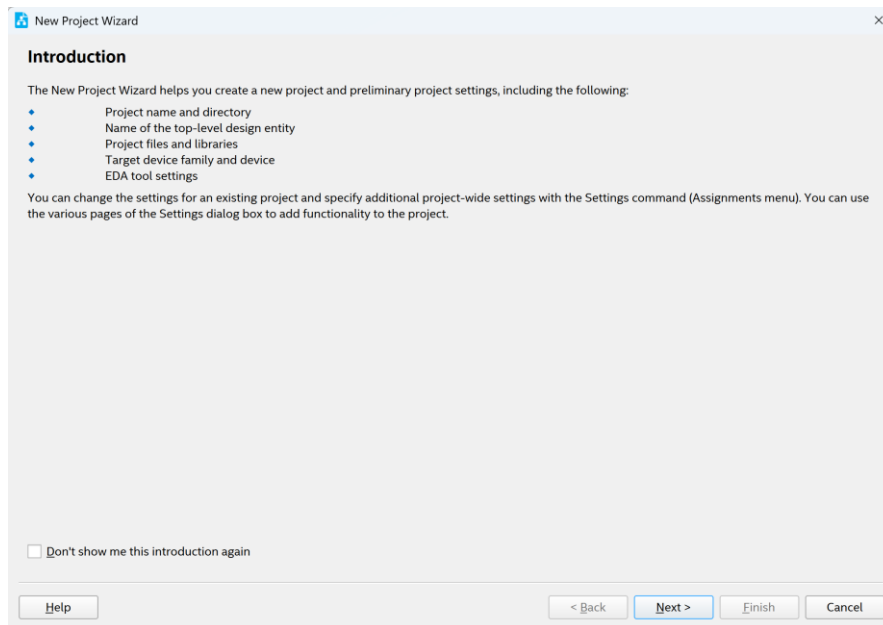 New Project Wizard
Introduction
The New Project Wizard helps you create a new project and preliminary project settings, including the following:
Project name and directory
Name of the top-level design entity
Project files and libraries
Target device family and device
EDA tool settings
You can change the settings for an existing project and specify additional project-wide settings with the Settings command (Assignments menu). You can use
the various pages of the Settings dialog box to add functionality to the project.
Don't show me this introduction again
Help
< Back
Next >
Finish
Cancel